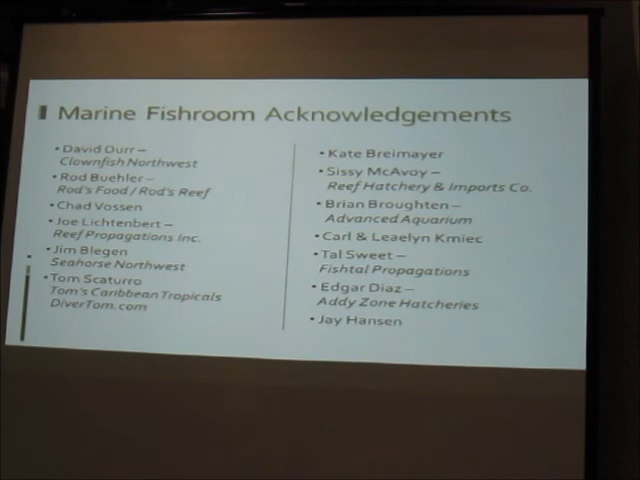 Marine Fishroom Acknowledgements
• David Durr –
Clownfish Northwest
• Rod Buehler –
Rod's Food / Rod's Reef
• Chad Vossen
• Joe Lichtenbert –
Reef Propagations Inc.
• Jim Blegen
Seahorse Northwest
• Tom Scaturro
Tom's Caribbean Tropicals
DiverTom.com
• Kate Breimayer
• Sissy McAvoy –
Reef Hatchery & Imports Co.
• Brian Broughten –
Advanced Aquarium
• Carl & Leaelyn Kmiec
• Tal Sweet –
Fishtal Propagations
• Edgar Diaz –
Addy Zone Hatcheries
• Jay Hansen